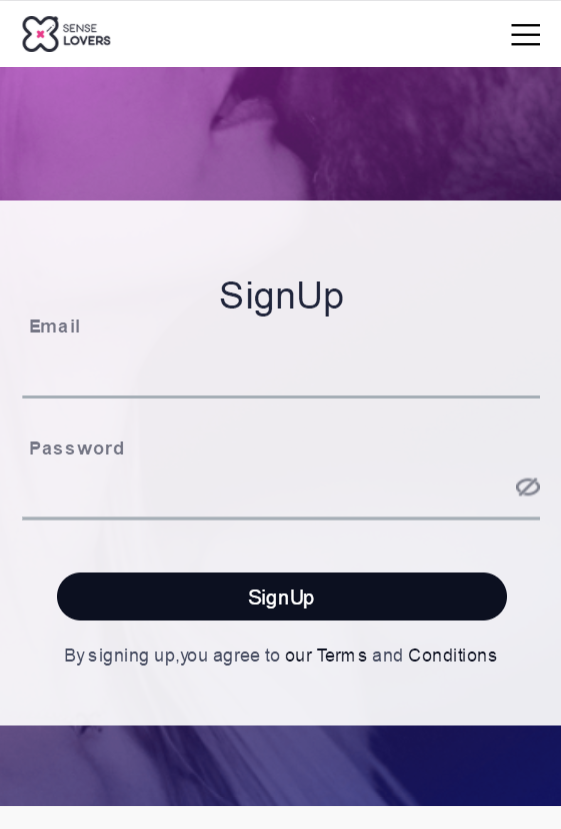 SENSE
LOVERS
SignUp
Email
Password
SignUp
By signing up,you agree to our Terms and Conditions